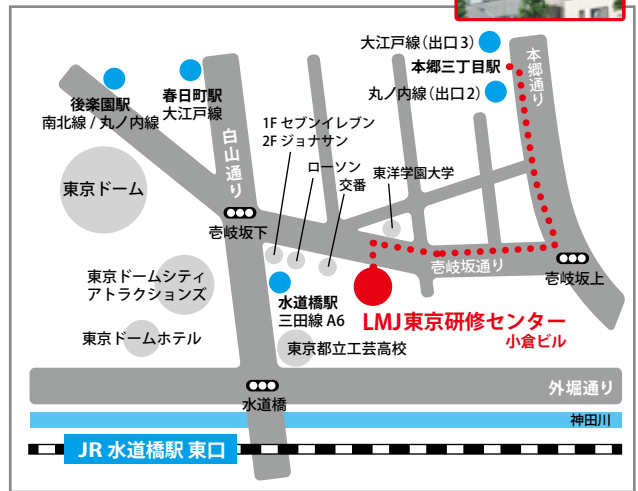 大江戸線(出口3)
本郷三丁目駅
丸ノ内線(出口2)
本郷通り
春日町駅
大江戸線
後楽園駅
南北線/丸ノ内線
白山通り
1F セブンイレブン
2F ジョナサン
ローソン
交番
東洋学園大学
東京ドーム
壱岐坂下
壱岐坂通り
壱岐坂上
東京ドームシティ
アトラクションズ
水道橋駅
三田線 A6
LMJ東京研修センター
小倉ビル
東京ドームホテル
東京都立工芸高校
外堀通り
水道橋
神田川
JR 水道橋駅 東口